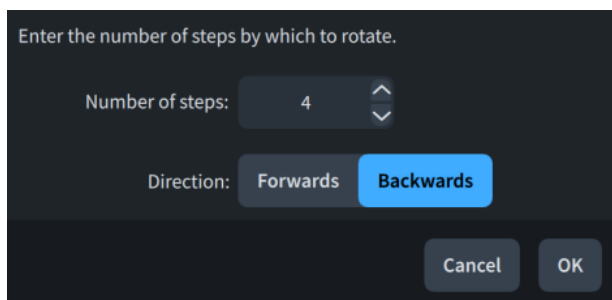 Enter the number of steps by which to rotate.
Number of steps: 4
Direction: Forwards Backwards
Cancel OK